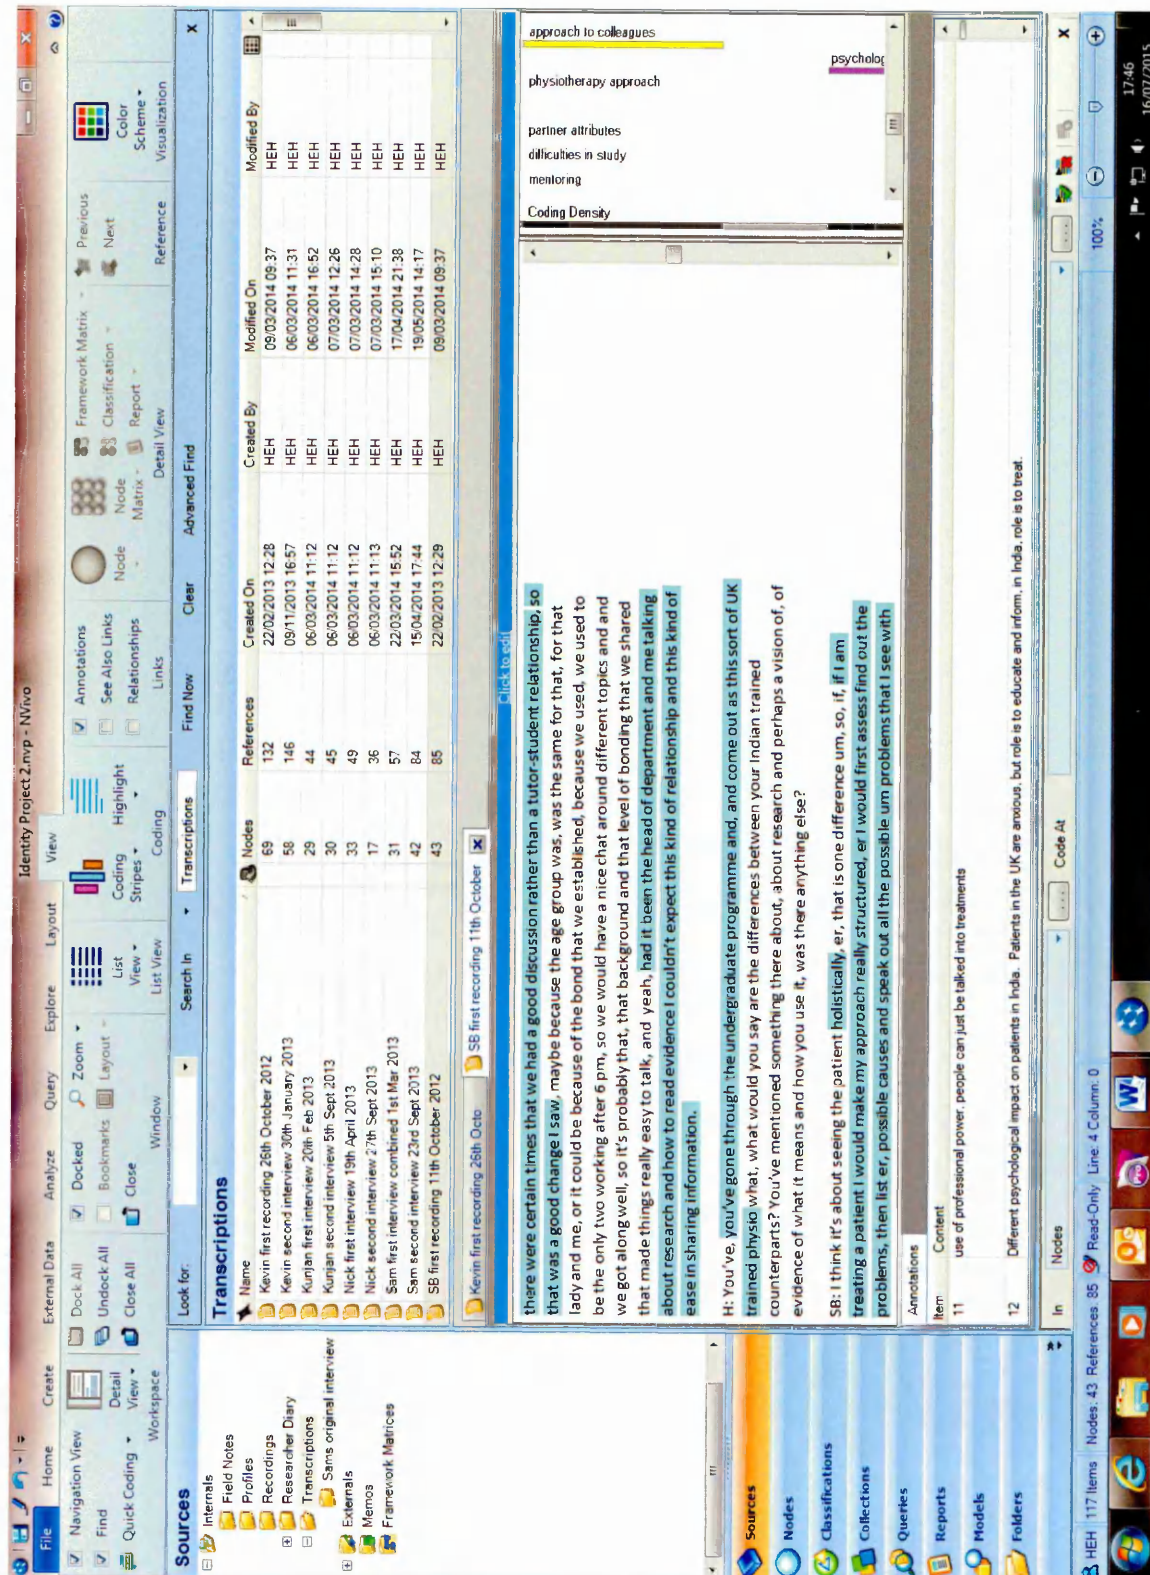 Identity Project 2.nvp - NVivo
File Home Create External Data Analyze Query Explore Layout View
Navigation View
Find
Quick Coding
Detail View
Workspace
Dock All
Undock All
Close All
Docked
Bookmarks
Close
Zoom
Layout
Window
List View
List View
Coding Stripes
Highlight
Coding
Annotations
See Also Links
Relationships
Links
Node
Node Matrix
Framework Matrix
Classification
Report
Detail View
Previous
Next
Reference
Color Scheme
Visualization
Look for: Search In Transcriptions Find Now Clear Advanced Find
Sources
Internals
Field Notes
Profiles
Recordings
Researcher Diary
Transcriptions
Sams original interview
Externals
Memos
Framework Matrices
Sources
Nodes
Classifications
Collections
Queries
Reports
Models
Folders
Transcriptions
Name Nodes References Created On Created By Modified On Modified By
Kevin first recording 26th October 2012 69 132 22/02/2013 12:28 HEH 09/03/2014 09:37 HEH
Kevin second interview 30th January 2013 58 146 09/11/2013 16:57 HEH 06/03/2014 11:31 HEH
Kunjan first interview 20th Feb 2013 29 44 06/03/2014 11:12 HEH 06/03/2014 16:52 HEH
Kunjan second interview 5th Sept 2013 30 45 06/03/2014 11:12 HEH 07/03/2014 12:26 HEH
Nick first interview 19th April 2013 33 49 06/03/2014 11:12 HEH 07/03/2014 14:28 HEH
Nick second interview 27th Sept 2013 17 36 06/03/2014 11:13 HEH 07/03/2014 15:10 HEH
Sam first interview combined 1st Mar 2013 31 57 22/03/2014 15:52 HEH 17/04/2014 21:38 HEH
Sam second interview 23rd Sept 2013 42 84 15/04/2014 17:44 HEH 19/05/2014 14:17 HEH
SB first recording 11th October 2012 43 85 22/02/2013 12:29 HEH 09/03/2014 09:37 HEH
Kevin first recording 26th Octo SB first recording 11th October
Click to edit
there were certain times that we had a good discussion rather than a tutor-student relationship, so
that was a good change I saw, maybe because the age group was, was the same for that, for that
lady and me, or it could be because of the bond that we established, because we used, we used to
be the only two working after 6 pm, so we would have a nice chat around different topics and and
we got along well, so it's probably that, that background and that level of bonding that we shared
that made things really easy to talk, and yeah, had it been the head of department and me talking
about research and how to read evidence I couldn't expect this kind of relationship and this kind of
ease in sharing information.
H: You've, you've gone through the undergraduate programme and, and come out as this sort of UK
trained physio what, what would you say are the differences between your Indian trained
counterparts? You've mentioned something there about, about research and perhaps a vision of, of
evidence of what it means and how you use it, was there anything else?
SB: I think it's about seeing the patient holistically, er, er, that is one difference um, so, if, if I am
treating a patient I would make my approach really structured, er I would first assess find out the
problems, then list er, possible causes and speak out all the possible um problems that I see with
approach to colleagues
psycholog
physiotherapy approach
partner attributes
difficulties in study
mentoring
Coding Density
Annotations
Item Content
11 use of professional power, people can just be talked into treatments
12 Different psychological impact on patients in India. Patients in the UK are anxious, but role is to educate and inform, in India, role is to treat.
In Nodes Code At
HEH 117 Items Nodes: 43 References: 85 Read-Only Line: 4 Column: 0 100%
17:46
16/07/2015